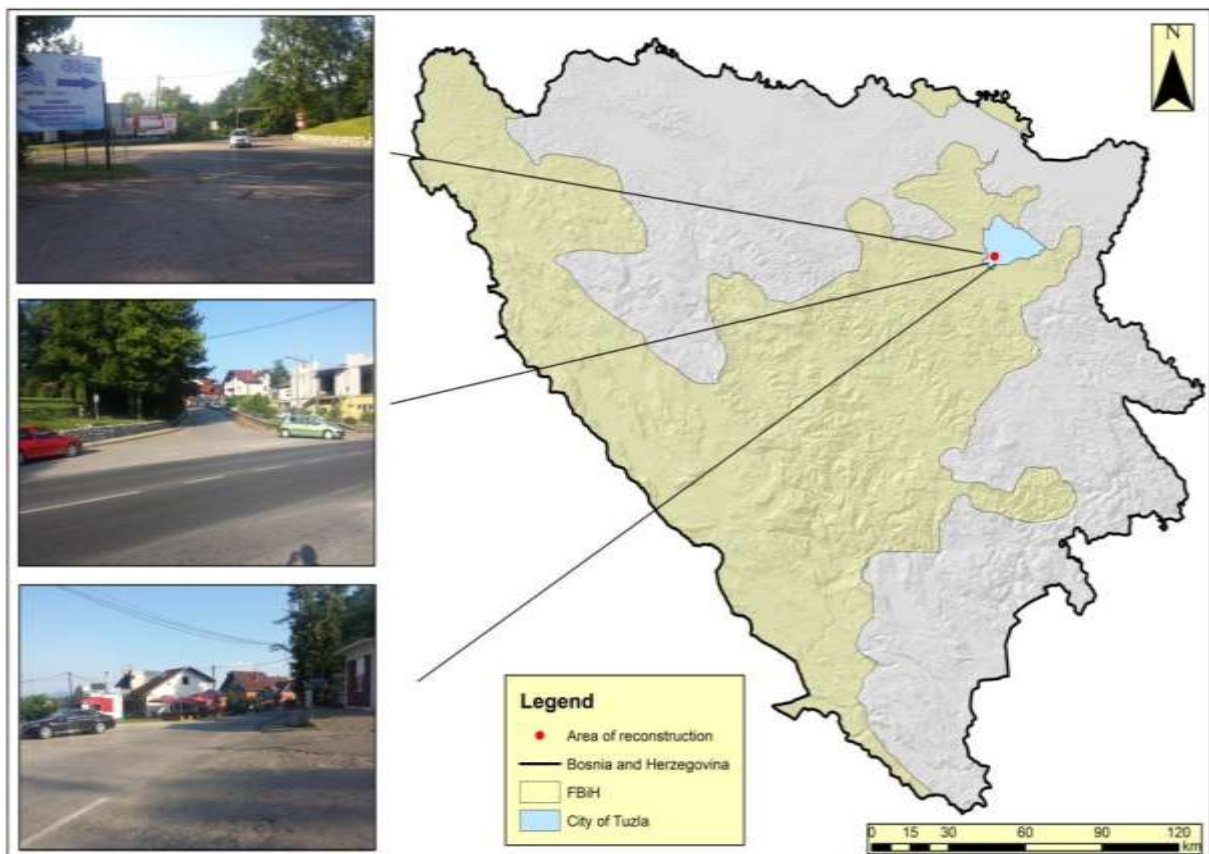 N
Legend
Area of reconstruction
Bosnia and Herzegovina
FBiH
City of Tuzla
0 15 30 60 90 120
km